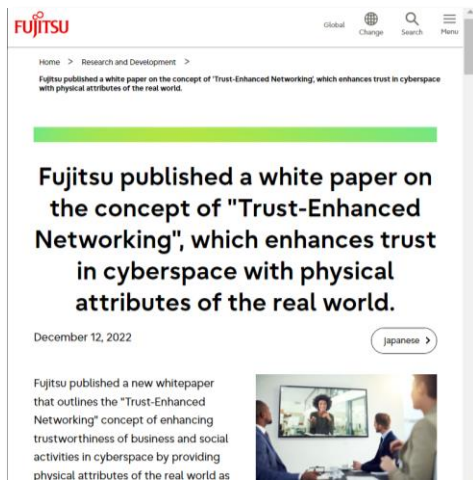 FUJITSU
Global
Change
Search
Menu
Home > Research and Development >
Fujitsu published a white paper on the concept of 'Trust-Enhanced Networking', which enhances trust in cyberspace
with physical attributes of the real world.
Fujitsu published a white paper on
the concept of "Trust-Enhanced
Networking", which enhances trust
in cyberspace with physical
attributes of the real world.
December 12, 2022
Japanese >
Fujitsu published a new whitepaper
that outlines the "Trust-Enhanced
Networking" concept of enhancing
trustworthiness of business and social
activities in cyberspace by providing
physical attributes of the real world as